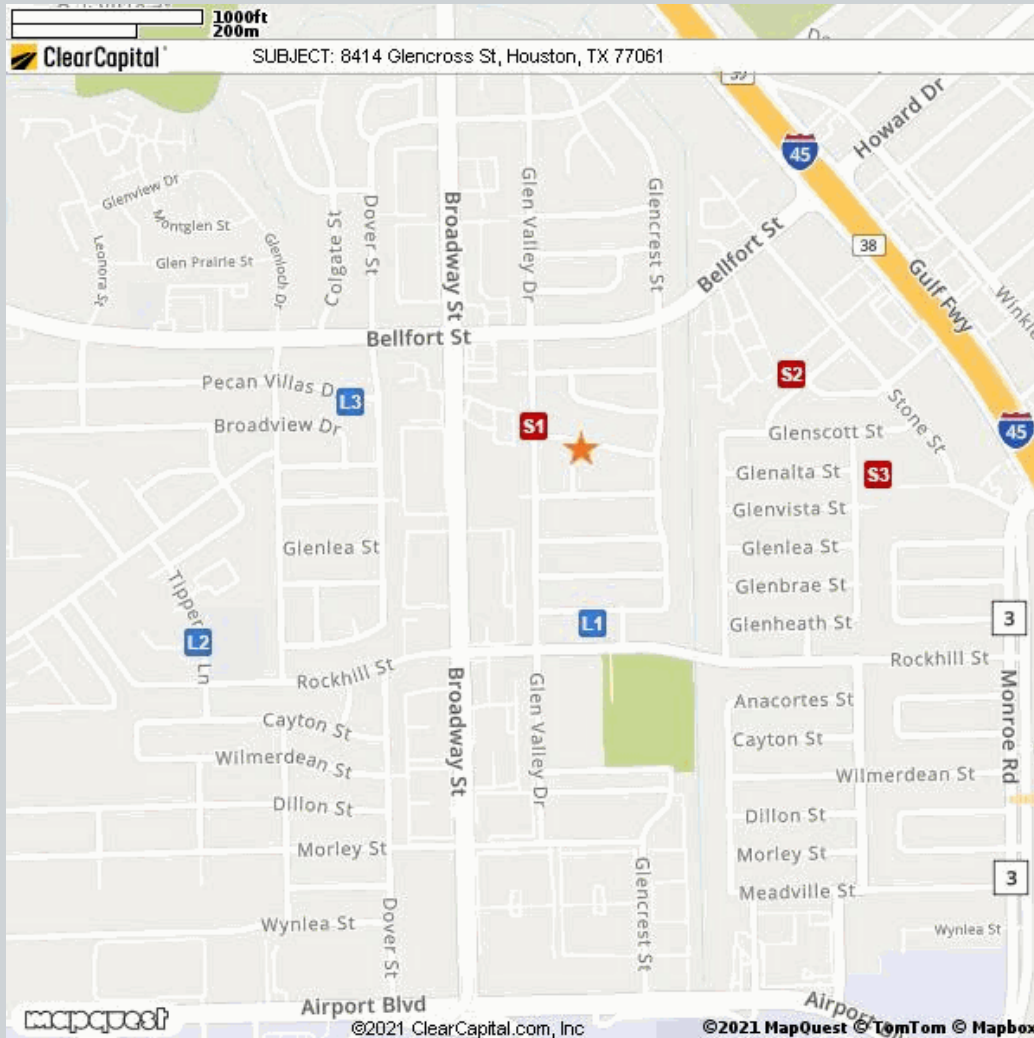 1000ft
200m
ClearCapital
SUBJECT: 8414 Glencross St, Houston, TX 77061
39
Howard Dr
45
Glenview Dr
Montglen St
Leonora St
Glen Prairie St
Glenloch Dr
Colgate St
Dover St
Broadway St
Glen Valley Dr
Glencrest St
Bellfort St
38
Gulf Fwy
Bellfort St
Pecan Villas D
L3
Broadview Dr
S1
S2
Stone St
45
Glenscott St
Glenalta St
S3
Glenvista St
Glenlea St
Glenlea St
Glenbrae St
Tipper Ln
L2
L1
Glenheath St
3
Rockhill St
Rockhill St
Broadway St
Glen Valley Dr
Anacortes St
Monroe Rd
Cayton St
Cayton St
Wilmerdean St
Wilmerdean St
Dillon St
Dillon St
Morley St
Morley St
Glencrest St
3
Meadville St
Dover St
Wynlea St
Wynlea St
Airport Blvd
Airport
mapquest
©2021 ClearCapital.com, Inc
©2021 MapQuest © TomTom © Mapbox